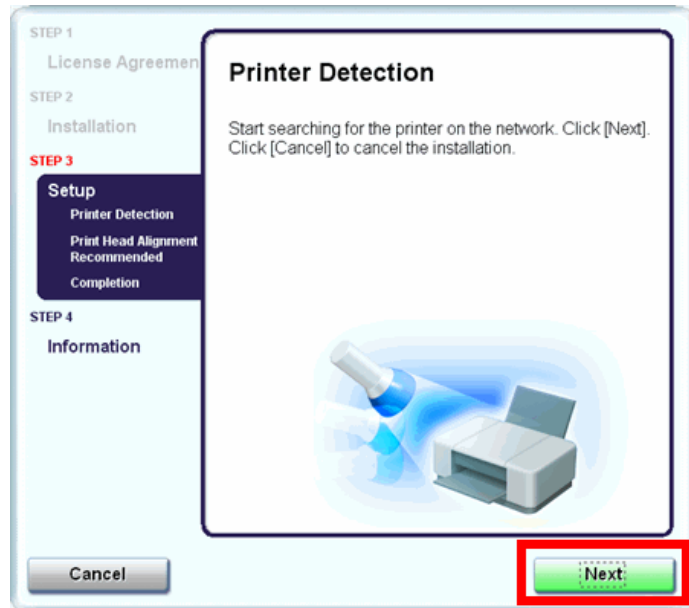 STEP 1
License Agreemen
STEP 2
Installation
STEP 3
Setup
Printer Detection
Print Head Alignment
Recommended
Completion
STEP 4
Information
Printer Detection
Start searching for the printer on the network. Click [Next].
Click [Cancel] to cancel the installation.
Cancel
Next